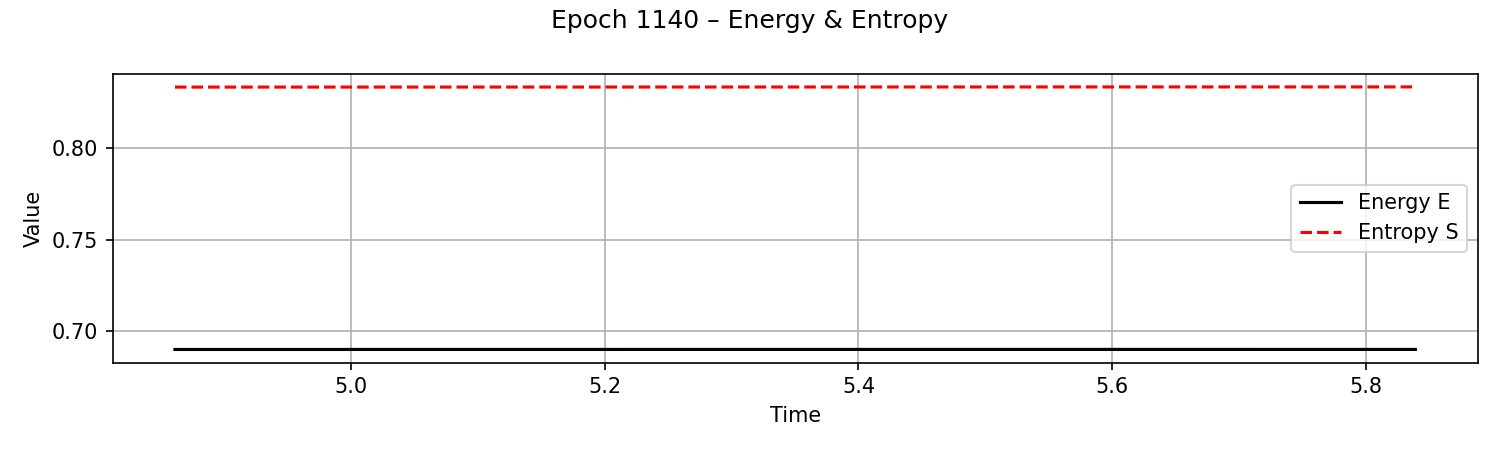 Epoch 1140 – Energy & Entropy
0.80
0.75
0.70
Value
Energy E
Entropy S
5.0 5.2 5.4 5.6 5.8
Time